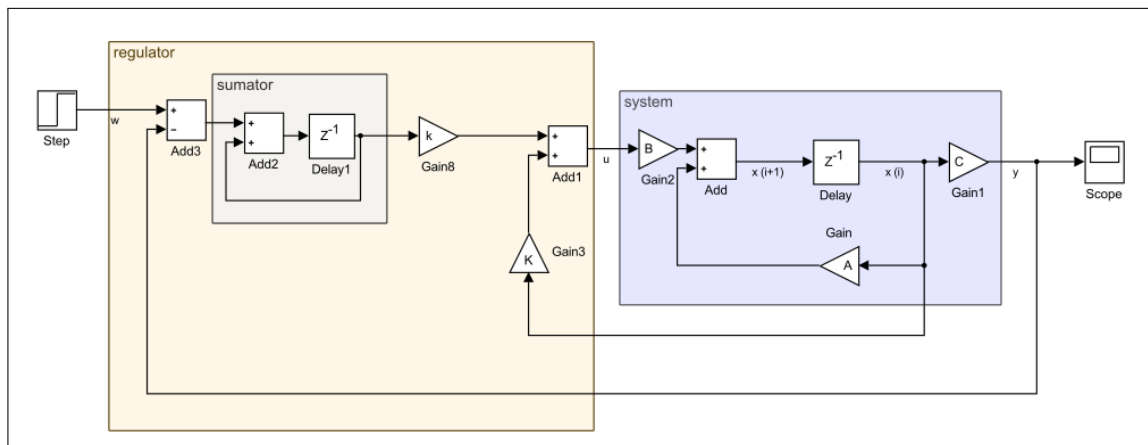 regulator
sumator
system
Step
w
+
−
Add3
+
+
Add2
z⁻¹
Delay1
k
Gain8
+
+
Add1
u
B
Gain2
+
+
Add
x (i+1)
z⁻¹
Delay
x (i)
C
Gain1
y
Scope
K
Gain3
Gain
A